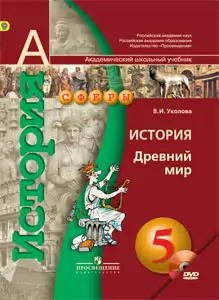 Российская академия наук
Российская академия образования
Издательство «Просвещение»
А
Академический школьный учебник
СФЕРЫ
История
В.И. Уколова
ИСТОРИЯ
Древний
мир
5
DVD
ПРОСВЕЩЕНИЕ
ИЗДАТЕЛЬСТВО